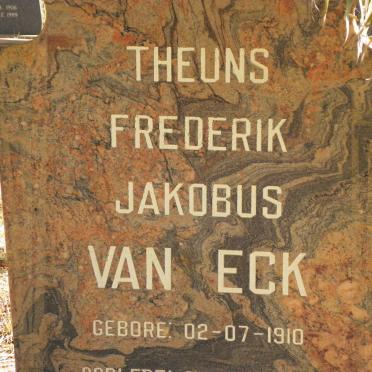 THEUNS
FREDERIK
JAKOBUS
VAN ECK
GEBORE: 02-07-1910